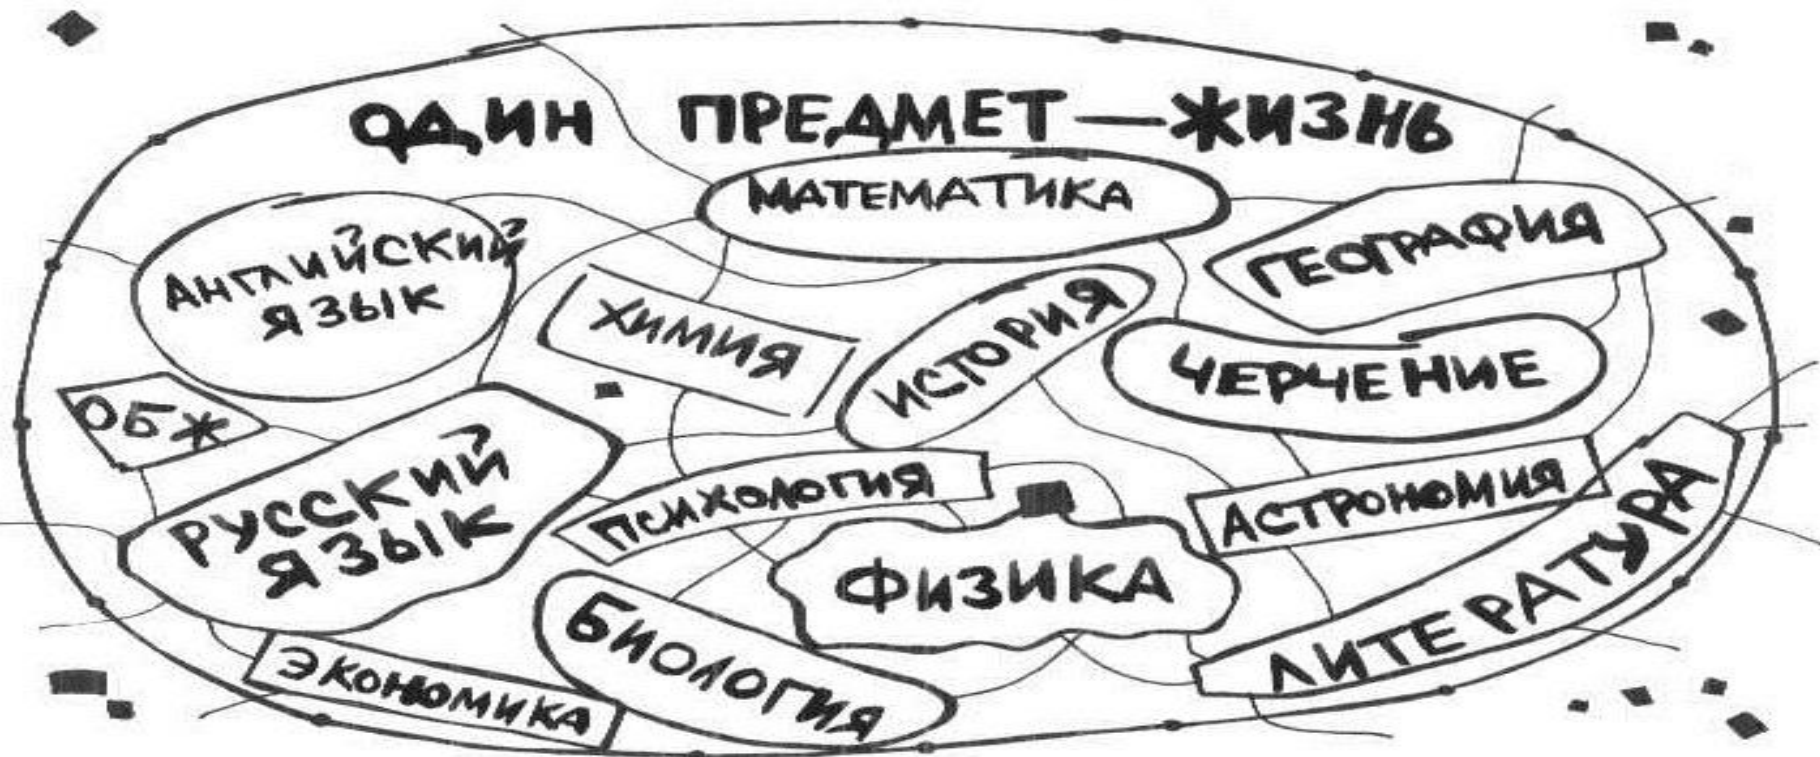 ОДИН ПРЕДМЕТ — ЖИЗНЬ
МАТЕМАТИКА
АНГЛИЙСКИЙ
ЯЗЫК
ГЕОГРАФИЯ
ХИМИЯ
ИСТОРИЯ
ЧЕРЧЕНИЕ
ОБЖ
РУССКИЙ
ЯЗЫК
ПСИХОЛОГИЯ
АСТРОНОМИЯ
ФИЗИКА
ЛИТЕРАТУРА
БИОЛОГИЯ
ЭКОНОМИКА